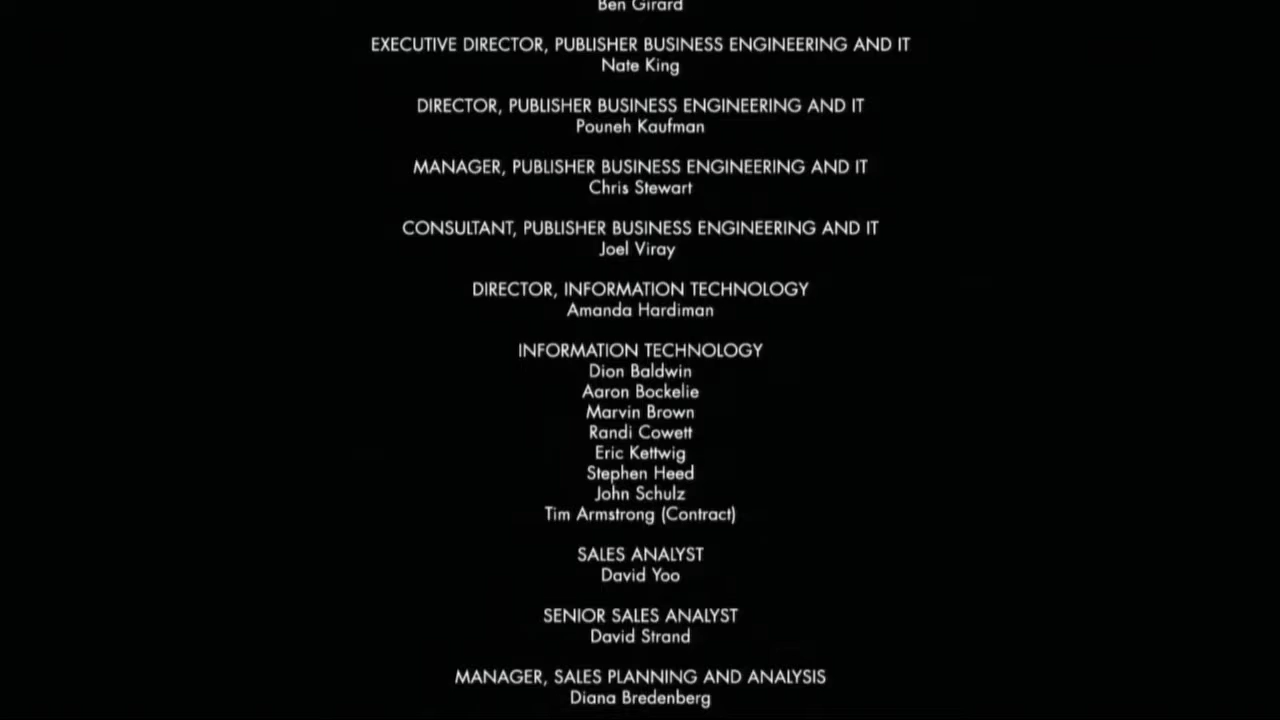 Ben Girard
EXECUTIVE DIRECTOR, PUBLISHER BUSINESS ENGINEERING AND IT
Nate King
DIRECTOR, PUBLISHER BUSINESS ENGINEERING AND IT
Pouneh Kaufman
MANAGER, PUBLISHER BUSINESS ENGINEERING AND IT
Chris Stewart
CONSULTANT, PUBLISHER BUSINESS ENGINEERING AND IT
Joel Viray
DIRECTOR, INFORMATION TECHNOLOGY
Amanda Hardiman
INFORMATION TECHNOLOGY
Dion Baldwin
Aaron Bockelie
Marvin Brown
Randi Cowett
Eric Kettwig
Stephen Heed
John Schulz
Tim Armstrong (Contract)
SALES ANALYST
David Yoo
SENIOR SALES ANALYST
David Strand
MANAGER, SALES PLANNING AND ANALYSIS
Diana Bredenberg